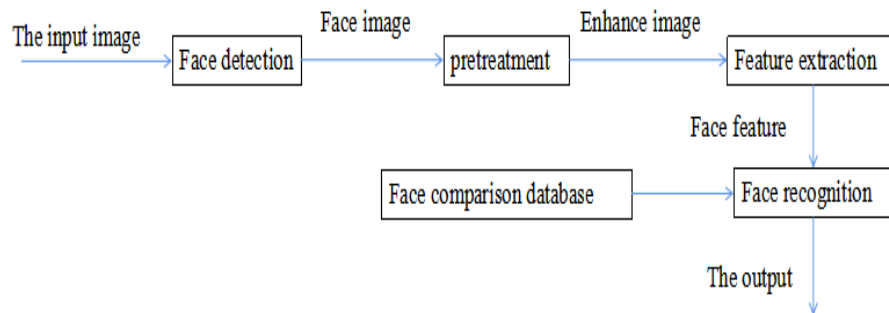 The input image
Face image
Enhance image
Face detection
pretreatment
Feature extraction
Face feature
Face comparison database
Face recognition
The output